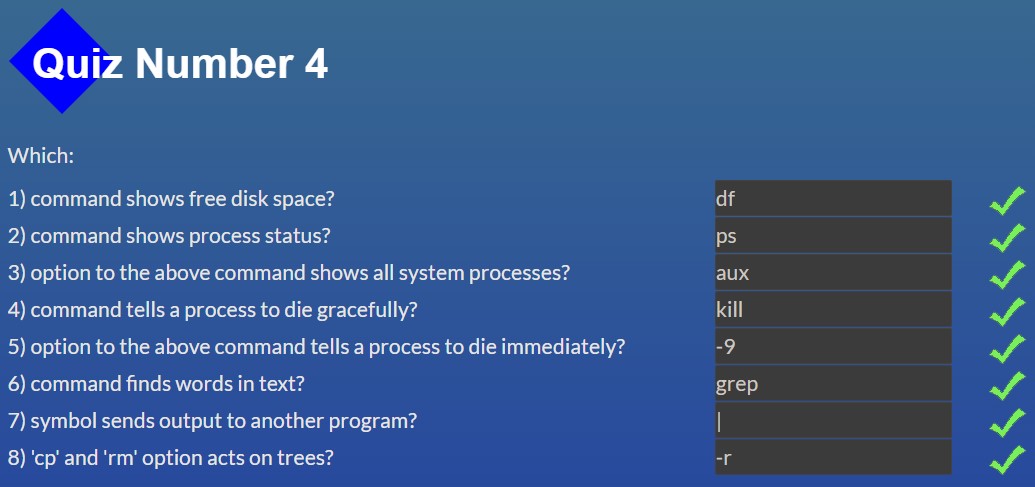 Quiz Number 4
Which:
1) command shows free disk space? df
2) command shows process status? ps
3) option to the above command shows all system processes? aux
4) command tells a process to die gracefully? kill
5) option to the above command tells a process to die immediately? -9
6) command finds words in text? grep
7) symbol sends output to another program? |
8) 'cp' and 'rm' option acts on trees? -r